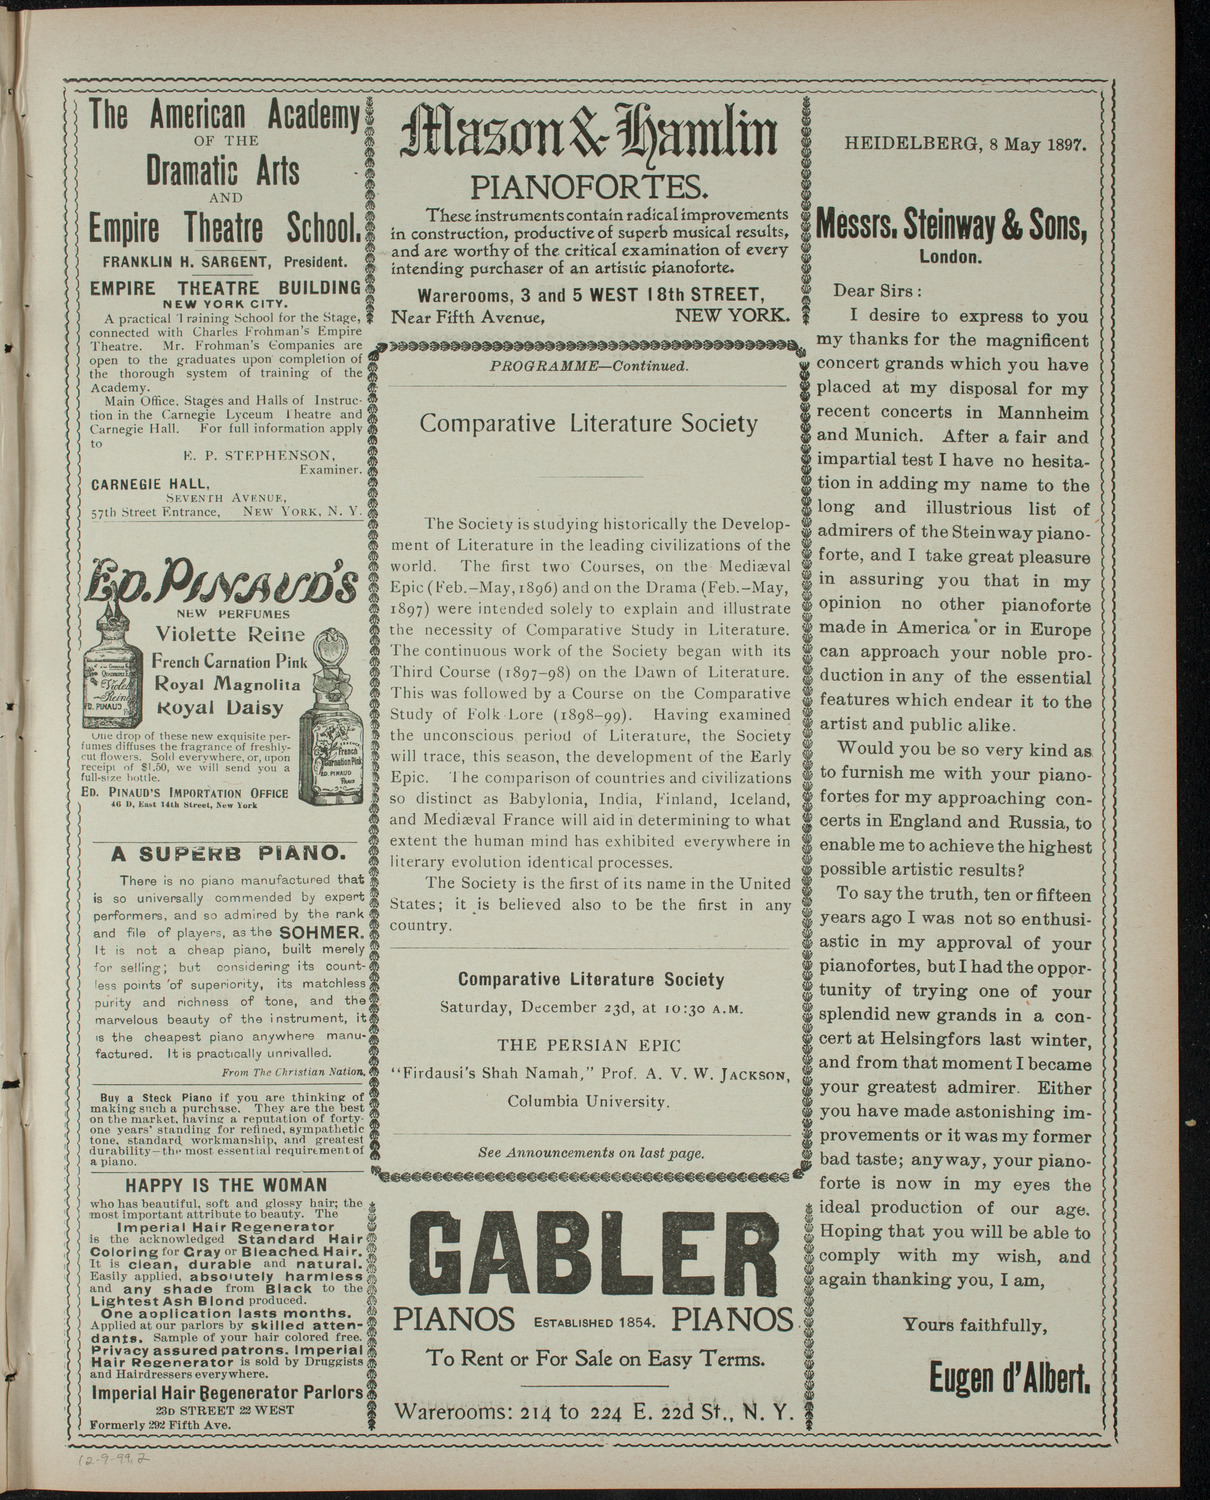 The American Academy
OF THE
Dramatic Arts
AND
Empire Theatre School.
FRANKLIN H. SARGENT, President.
EMPIRE THEATRE BUILDING
NEW YORK CITY.
A practical Training School for the Stage,
connected with Charles Frohman's Empire
Theatre. Mr. Frohman's Companies are
open to the graduates upon completion of
the thorough system of training of the
Academy.
Main Office, Stages and Halls of Instruc-
tion in the Carnegie Lyceum Theatre and
Carnegie Hall. For full information apply
to
E. P. STEPHENSON,
Examiner.
CARNEGIE HALL,
SEVENTH AVENUE,
57th Street Entrance, NEW YORK, N. Y.
ED. PINAUD'S
NEW PERFUMES
Violette Reine
French Carnation Pink
Royal Magnolita
Royal Daisy
One drop of these new exquisite per-
fumes diffuses the fragrance of freshly-
cut flowers. Sold everywhere, or, upon
receipt of $1.50, we will send you a
full-size bottle.
ED. PINAUD'S IMPORTATION OFFICE
46 D, East 14th Street, New York
A SUPERB PIANO.
There is no piano manufactured that
is so universally commended by expert
performers, and so admired by the rank
and file of players, as the SOHMER.
It is not a cheap piano, built merely
for selling; but considering its count-
less points of superiority, its matchless
purity and richness of tone, and the
marvelous beauty of the instrument, it
is the cheapest piano anywhere manu-
factured. It is practically unrivalled.
From The Christian Nation.
Buy a Steck Piano if you are thinking of
making such a purchase. They are the best
on the market, having a reputation of forty-
one years' standing for refined, sympathetic
tone, standard workmanship, and greatest
durability—the most essential requirement of
a piano.
HAPPY IS THE WOMAN
who has beautiful, soft and glossy hair; the
most important attribute to beauty. The
Imperial Hair Regenerator
is the acknowledged Standard Hair
Coloring for Gray or Bleached Hair.
It is clean, durable and natural.
Easily applied, absolutely harmless
and any shade from Black to the
Lightest Ash Blond produced.
One application lasts months.
Applied at our parlors by skilled atten-
dants. Sample of your hair colored free.
Privacy assured patrons. Imperial
Hair Regenerator is sold by Druggists
and Hairdressers everywhere.
Imperial Hair Regenerator Parlors
23D STREET 22 WEST
Formerly 292 Fifth Ave.
Mason & Hamlin
PIANOFORTES.
These instruments contain radical improvements
in construction, productive of superb musical results,
and are worthy of the critical examination of every
intending purchaser of an artistic pianoforte.
Warerooms, 3 and 5 WEST 18th STREET,
Near Fifth Avenue, NEW YORK.
PROGRAMME—Continued.
Comparative Literature Society
The Society is studying historically the Develop-
ment of Literature in the leading civilizations of the
world. The first two Courses, on the Mediæval
Epic (Feb.–May, 1896) and on the Drama (Feb.–May,
1897) were intended solely to explain and illustrate
the necessity of Comparative Study in Literature.
The continuous work of the Society began with its
Third Course (1897–98) on the Dawn of Literature.
This was followed by a Course on the Comparative
Study of Folk Lore (1898–99). Having examined
the unconscious period of Literature, the Society
will trace, this season, the development of the Early
Epic. The comparison of countries and civilizations
so distinct as Babylonia, India, Finland, Iceland,
and Mediæval France will aid in determining to what
extent the human mind has exhibited everywhere in
literary evolution identical processes.
The Society is the first of its name in the United
States; it is believed also to be the first in any
country.
Comparative Literature Society
Saturday, December 23d, at 10:30 A.M.
THE PERSIAN EPIC
"Firdausi's Shah Namah," Prof. A. V. W. JACKSON,
Columbia University.
See Announcements on last page.
GABLER
PIANOS ESTABLISHED 1854. PIANOS
To Rent or For Sale on Easy Terms.
Warerooms: 214 to 224 E. 22d St., N. Y.
HEIDELBERG, 8 May 1897.
Messrs. Steinway & Sons,
London.
Dear Sirs:
I desire to express to you
my thanks for the magnificent
concert grands which you have
placed at my disposal for my
recent concerts in Mannheim
and Munich. After a fair and
impartial test I have no hesita-
tion in adding my name to the
long and illustrious list of
admirers of the Steinway piano-
forte, and I take great pleasure
in assuring you that in my
opinion no other pianoforte
made in America or in Europe
can approach your noble pro-
duction in any of the essential
features which endear it to the
artist and public alike.
Would you be so very kind as
to furnish me with your piano-
fortes for my approaching con-
certs in England and Russia, to
enable me to achieve the highest
possible artistic results?
To say the truth, ten or fifteen
years ago I was not so enthusi-
astic in my approval of your
pianofortes, but I had the oppor-
tunity of trying one of your
splendid new grands in a con-
cert at Helsingfors last winter,
and from that moment I became
your greatest admirer. Either
you have made astonishing im-
provements or it was my former
bad taste; anyway, your piano-
forte is now in my eyes the
ideal production of our age.
Hoping that you will be able to
comply with my wish, and
again thanking you, I am,
Yours faithfully,
Eugen d'Albert.
12-9-99.2